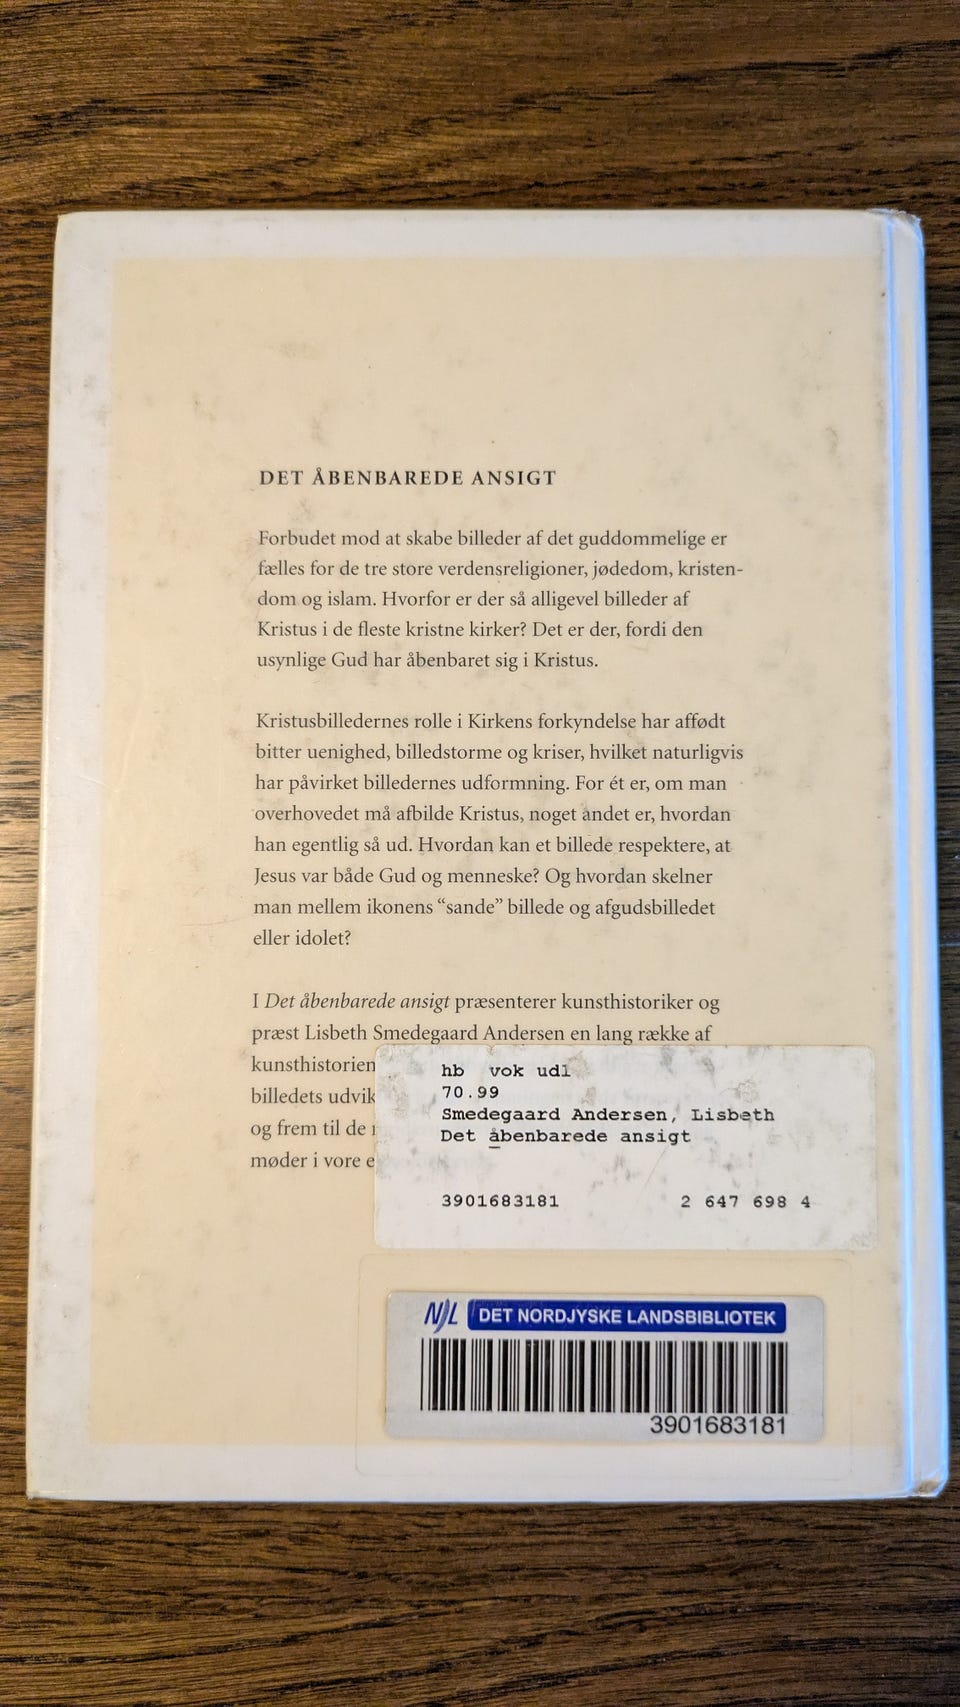 DET ÅBENBAREDE ANSIGT
Forbudet mod at skabe billeder af det guddommelige er
fælles for de tre store verdensreligioner, jødedom, kristen-
dom og islam. Hvorfor er der så alligevel billeder af
Kristus i de fleste kristne kirker? Det er der, fordi den
usynlige Gud har åbenbaret sig i Kristus.
Kristusbilledernes rolle i Kirkens forkyndelse har affødt
bitter uenighed, billedstorme og kriser, hvilket naturligvis
har påvirket billedernes udformning. For ét er, om man
overhovedet må afbilde Kristus, noget andet er, hvordan
han egentlig så ud. Hvordan kan et billede respektere, at
Jesus var både Gud og menneske? Og hvordan skelner
man mellem ikonens “sande” billede og afgudsbilledet
eller idolet?
I Det åbenbarede ansigt præsenterer kunsthistoriker og
præst Lisbeth Smedegaard Andersen en lang række af
kunsthistorien
billedets udvik
og frem til de
møder i vore
hb vok udl
70.99
Smedegaard Andersen, Lisbeth
Det åbenbarede ansigt
3901683181 2 647 698 4
NJL DET NORDJYSKE LANDSBIBLIOTEK
3901683181